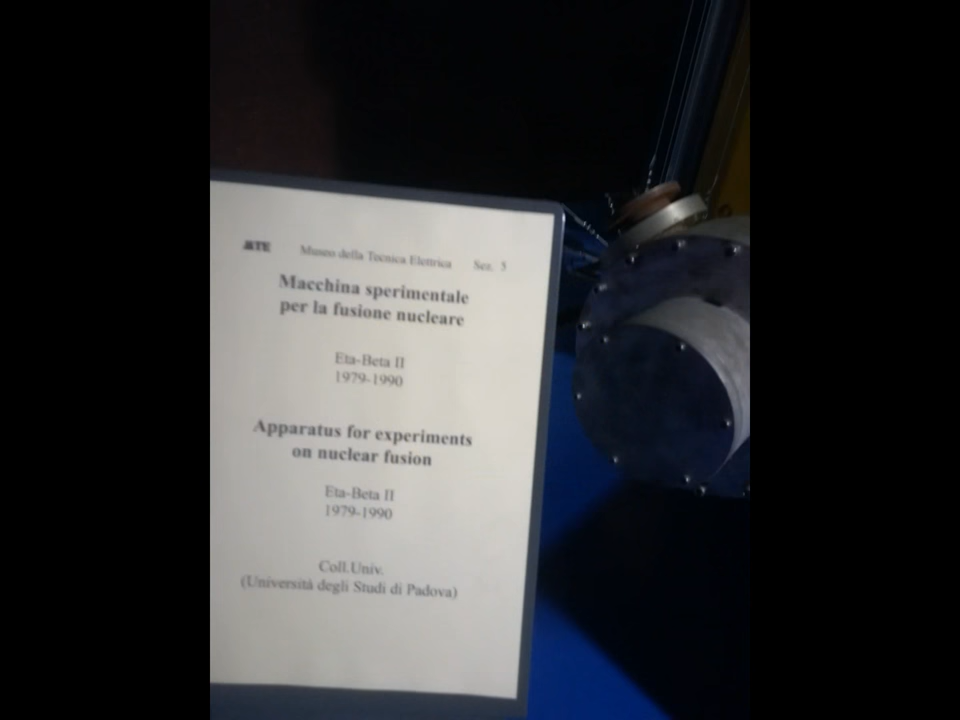 MTE Museo della Tecnica Elettrica Sez. 5
Macchina sperimentale
per la fusione nucleare
Eta-Beta II
1979-1990
Apparatus for experiments
on nuclear fusion
Eta-Beta II
1979-1990
Coll.Univ.
(Università degli Studi di Padova)